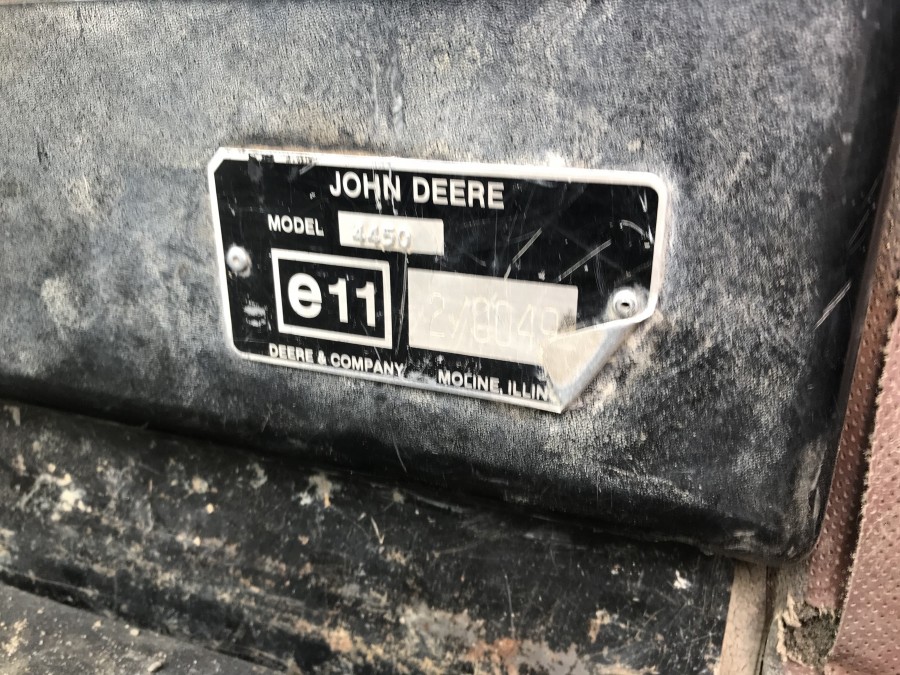 JOHN DEERE
MODEL 4450
e11
DEERE & COMPANY MOLINE, ILLIN